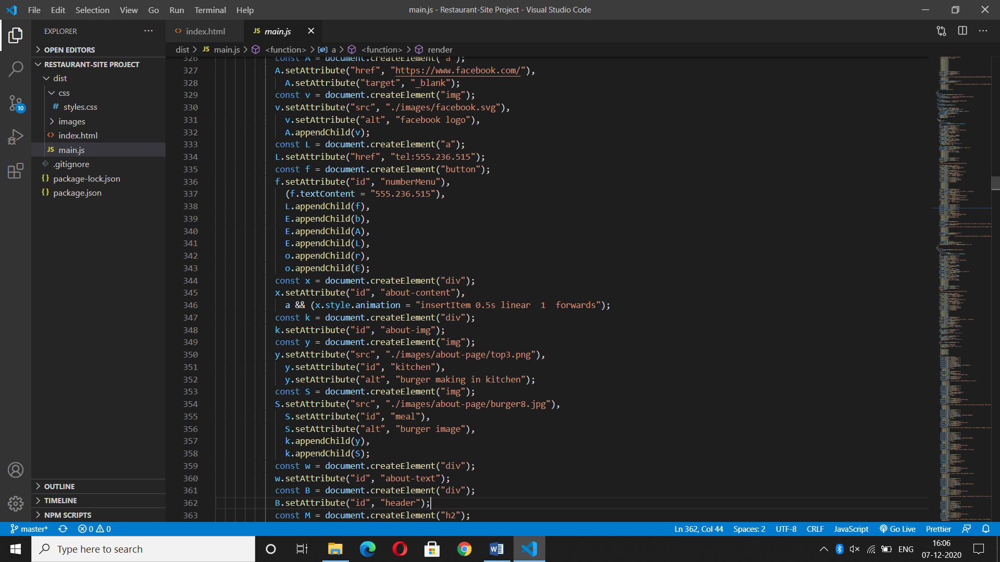 File Edit Selection View Go Run Terminal Help
main.js - Restaurant-Site Project - Visual Studio Code
EXPLORER
OPEN EDITORS
RESTAURANT-SITE PROJECT
dist
css
# styles.css
images
<> index.html
JS main.js
.gitignore
{} package-lock.json
{} package.json
OUTLINE
TIMELINE
NPM SCRIPTS
10
<> index.html
JS main.js
dist > JS main.js > <function> > a > <function> > render
326 const A = document.createElement("a");
327 A.setAttribute("href", "https://www.facebook.com/"),
328 A.setAttribute("target", "_blank");
329 const v = document.createElement("img");
330 v.setAttribute("src", "./images/facebook.svg"),
331 v.setAttribute("alt", "facebook logo"),
332 A.appendChild(v);
333 const L = document.createElement("a");
334 L.setAttribute("href", "tel:555.236.515");
335 const f = document.createElement("button");
336 f.setAttribute("id", "numberMenu"),
337 (f.textContent = "555.236.515"),
338 L.appendChild(f),
339 E.appendChild(b),
340 E.appendChild(A),
341 E.appendChild(L),
342 o.appendChild(r),
343 o.appendChild(E);
344 const x = document.createElement("div");
345 x.setAttribute("id", "about-content"),
346 a && (x.style.animation = "insertItem 0.5s linear  1  forwards");
347 const k = document.createElement("div");
348 k.setAttribute("id", "about-img");
349 const y = document.createElement("img");
350 y.setAttribute("src", "./images/about-page/top3.png"),
351 y.setAttribute("id", "kitchen"),
352 y.setAttribute("alt", "burger making in kitchen");
353 const S = document.createElement("img");
354 S.setAttribute("src", "./images/about-page/burger8.jpg"),
355 S.setAttribute("id", "meal"),
356 S.setAttribute("alt", "burger image"),
357 k.appendChild(y),
358 k.appendChild(S);
359 const w = document.createElement("div");
360 w.setAttribute("id", "about-text");
361 const B = document.createElement("div");
362 B.setAttribute("id", "header");
363 const M = document.createElement("h2");
master* 0 0
Ln 362, Col 44 Spaces: 2 UTF-8 CRLF JavaScript Go Live Prettier
Type here to search
ENG
16:06
07-12-2020